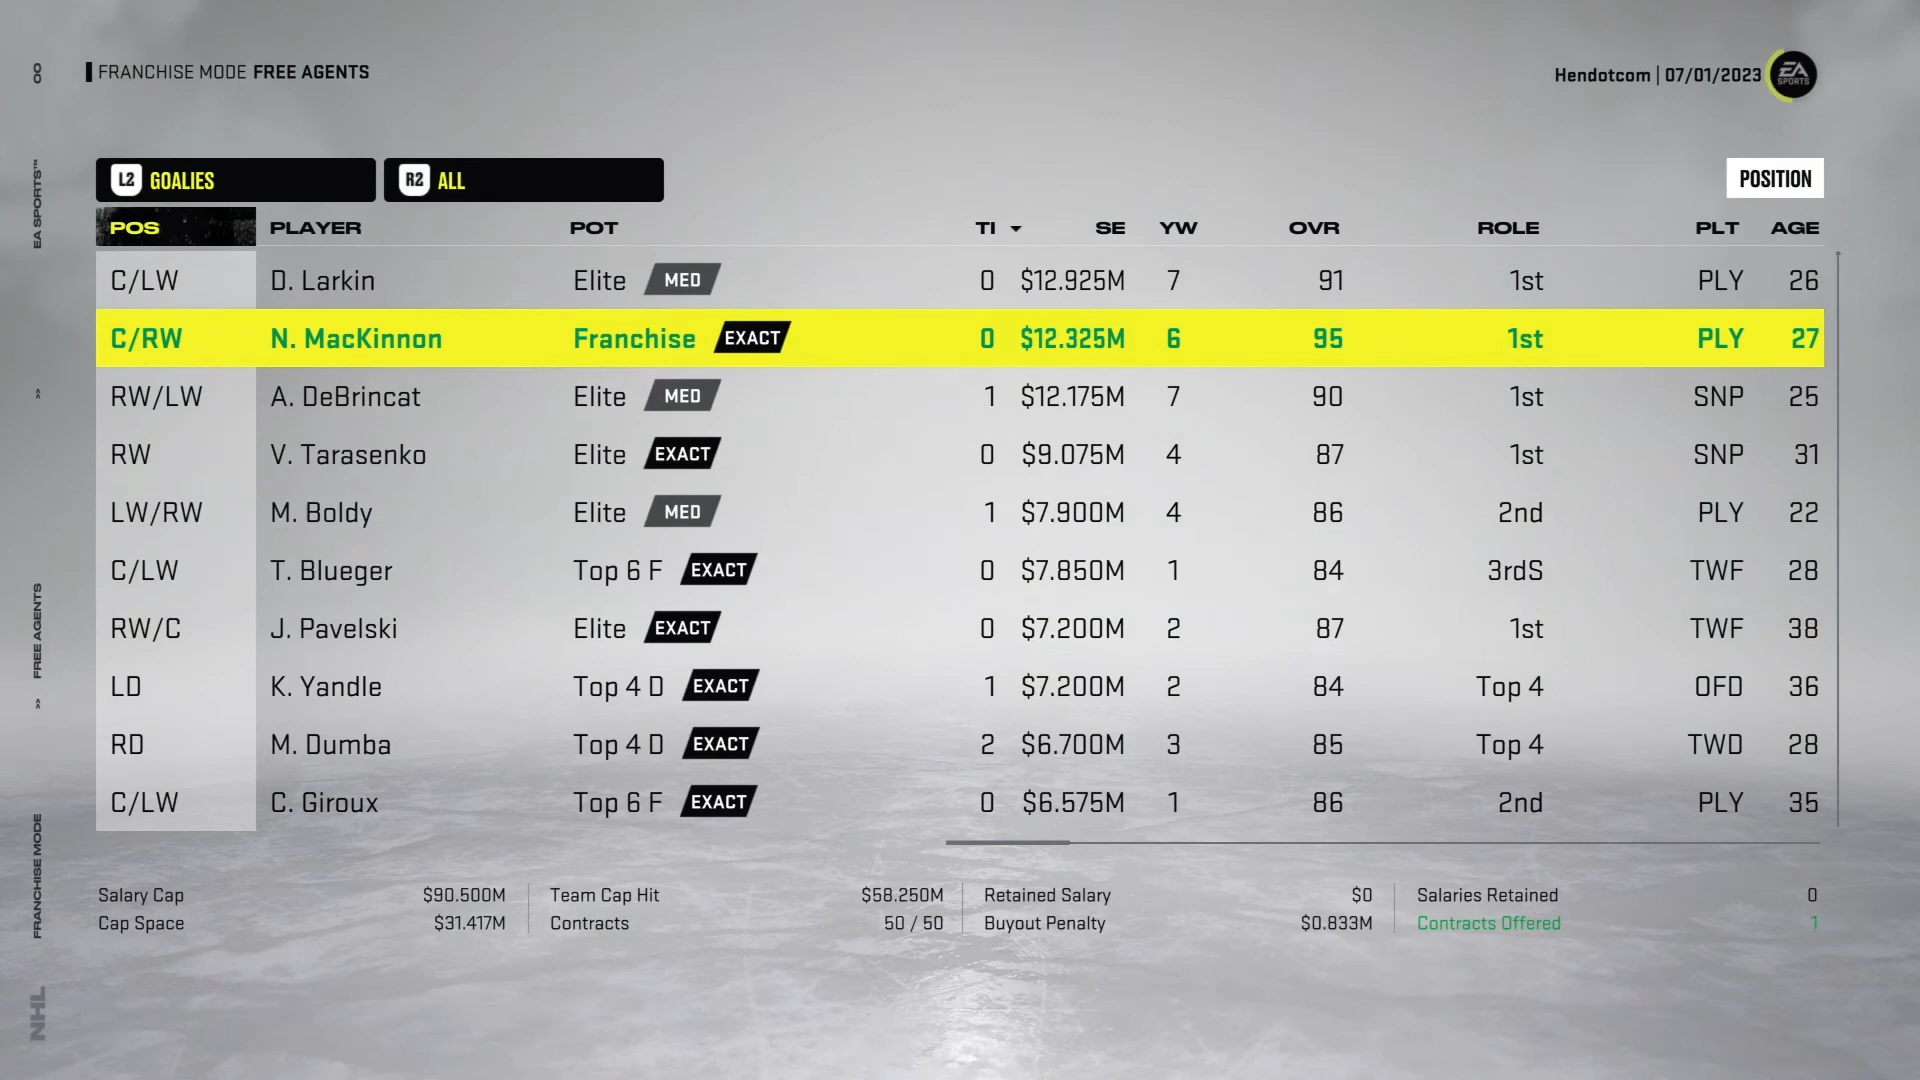 FRANCHISE MODE FREE AGENTS
Hendotcom | 07/01/2023
EA SPORTS
L2 GOALIES R2 ALL
POSITION
POS PLAYER POT TI SE YW OVR ROLE PLT AGE
C/LW D. Larkin Elite MED 0 $12.925M 7 91 1st PLY 26
C/RW N. MacKinnon Franchise EXACT 0 $12.325M 6 95 1st PLY 27
RW/LW A. DeBrincat Elite MED 1 $12.175M 7 90 1st SNP 25
RW V. Tarasenko Elite EXACT 0 $9.075M 4 87 1st SNP 31
LW/RW M. Boldy Elite MED 1 $7.900M 4 86 2nd PLY 22
C/LW T. Blueger Top 6 F EXACT 0 $7.850M 1 84 3rdS TWF 28
RW/C J. Pavelski Elite EXACT 0 $7.200M 2 87 1st TWF 38
LD K. Yandle Top 4 D EXACT 1 $7.200M 2 84 Top 4 OFD 36
RD M. Dumba Top 4 D EXACT 2 $6.700M 3 85 Top 4 TWD 28
C/LW C. Giroux Top 6 F EXACT 0 $6.575M 1 86 2nd PLY 35
Salary Cap $90.500M Team Cap Hit $58.250M Retained Salary $0 Salaries Retained 0
Cap Space $31.417M Contracts 50 / 50 Buyout Penalty $0.833M Contracts Offered 1
NHL FRANCHISE MODE >> FREE AGENTS >> EA SPORTS™